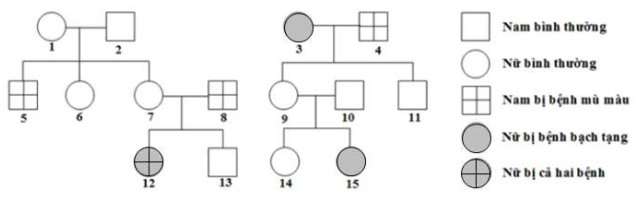 1 2 3 4
5 6 7 8 9 10 11
12 13 14 15
Nam bình thường
Nữ bình thường
Nam bị bệnh mù màu
Nữ bị bệnh bạch tạng
Nữ bị cả hai bệnh